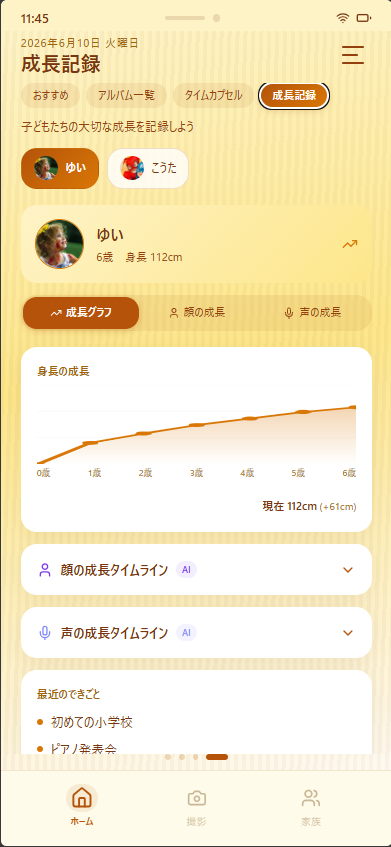 11:45
2026年6月10日 火曜日
成長記録
おすすめ
アルバム一覧
タイムカプセル
成長記録
子どもたちの大切な成長を記録しよう
ゆい
こうた
ゆい
6歳 身長 112cm
成長グラフ
顔の成長
声の成長
身長の成長
0歳 1歳 2歳 3歳 4歳 5歳 6歳
現在 112cm (+61cm)
顔の成長タイムライン AI
声の成長タイムライン AI
最近のできごと
初めての小学校
ピアノ発表会
ホーム
撮影
家族